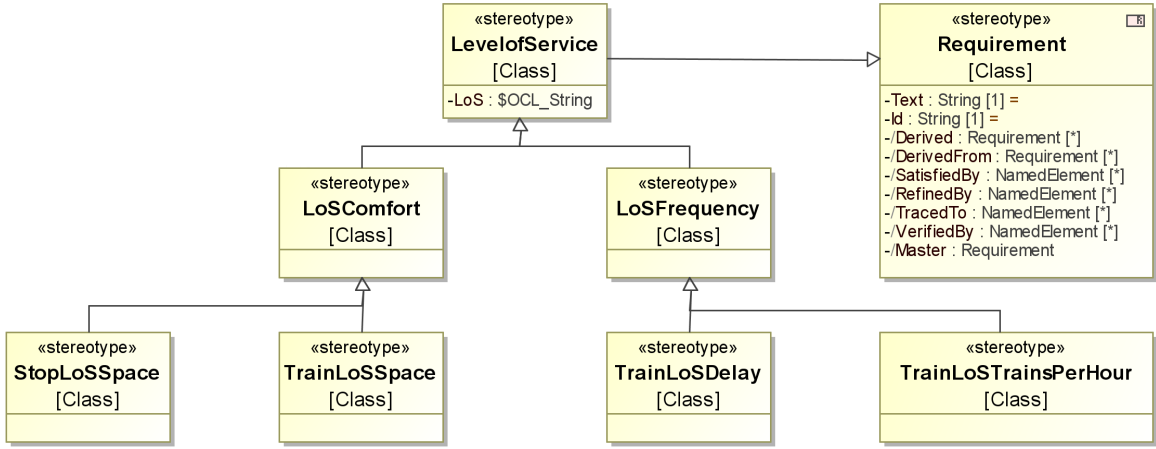 «stereotype»
LevelofService
[Class]
-LoS : $OCL_String
«stereotype»
Requirement
[Class]
-Text : String [1] =
-Id : String [1] =
-/Derived : Requirement [*]
-/DerivedFrom : Requirement [*]
-/SatisfiedBy : NamedElement [*]
-/RefinedBy : NamedElement [*]
-/TracedTo : NamedElement [*]
-/VerifiedBy : NamedElement [*]
-/Master : Requirement
«stereotype»
LoSComfort
[Class]
«stereotype»
LoSFrequency
[Class]
«stereotype»
StopLoSSpace
[Class]
«stereotype»
TrainLoSSpace
[Class]
«stereotype»
TrainLoSDelay
[Class]
«stereotype»
TrainLoSTrainsPerHour
[Class]